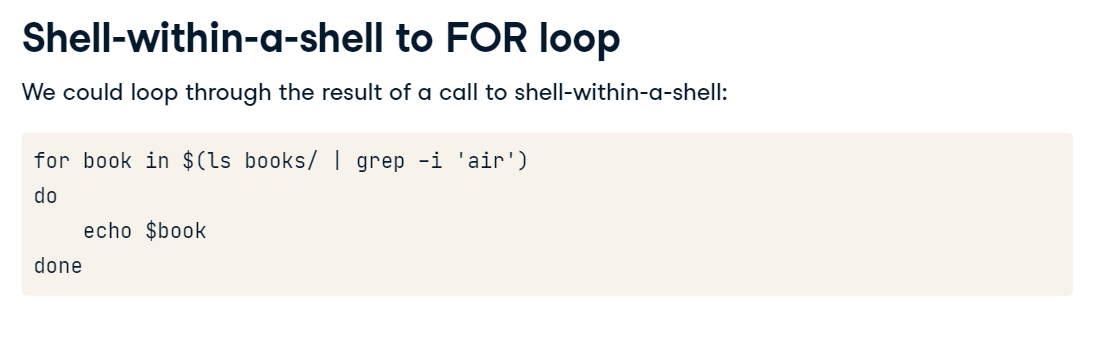 Shell-within-a-shell to FOR loop
We could loop through the result of a call to shell-within-a-shell:
for book in $(ls books/ | grep -i 'air')
do
    echo $book
done